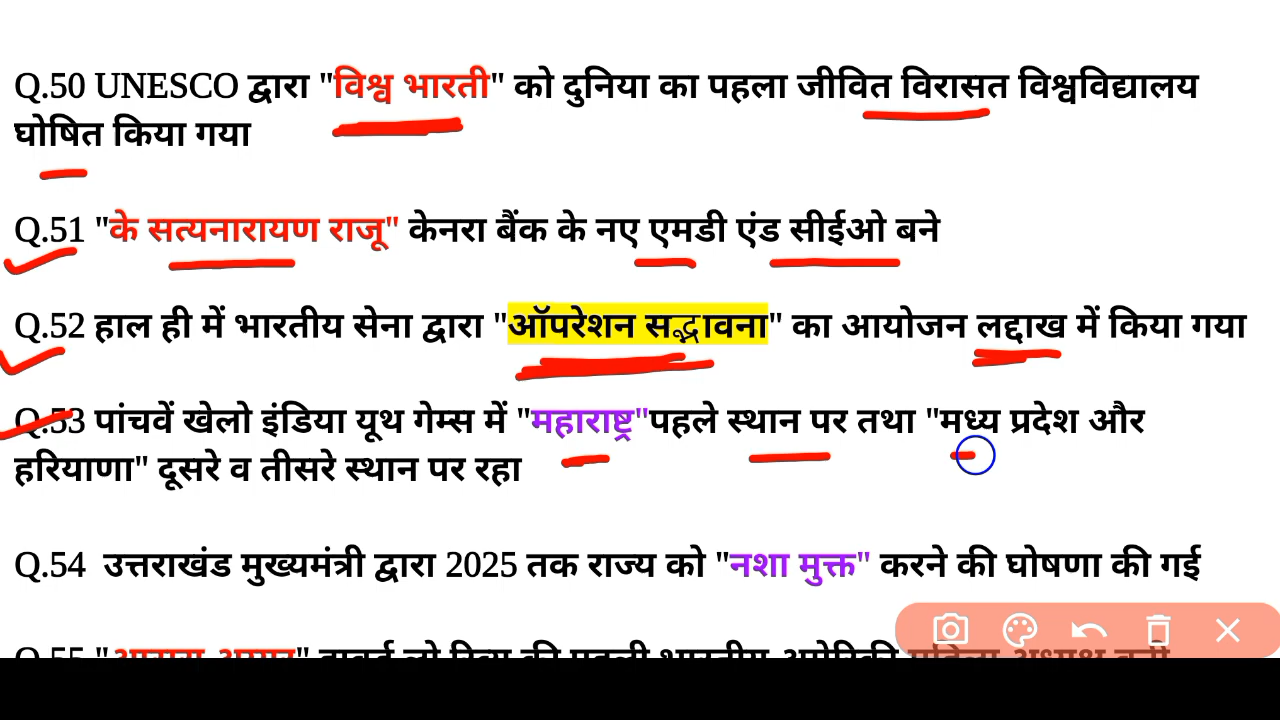 Q.50 UNESCO द्वारा "विश्व भारती" को दुनिया का पहला जीवित विरासत विश्वविद्यालय
घोषित किया गया
Q.51 "के सत्यनारायण राजू" केनरा बैंक के नए एमडी एंड सीईओ बने
Q.52 हाल ही में भारतीय सेना द्वारा "ऑपरेशन सद्भावना" का आयोजन लद्दाख में किया गया
Q.53 पांचवें खेलो इंडिया यूथ गेम्स में "महाराष्ट्र"पहले स्थान पर तथा "मध्य प्रदेश और
हरियाणा" दूसरे व तीसरे स्थान पर रहा
Q.54 उत्तराखंड मुख्यमंत्री द्वारा 2025 तक राज्य को "नशा मुक्त" करने की घोषणा की गई
Q.55